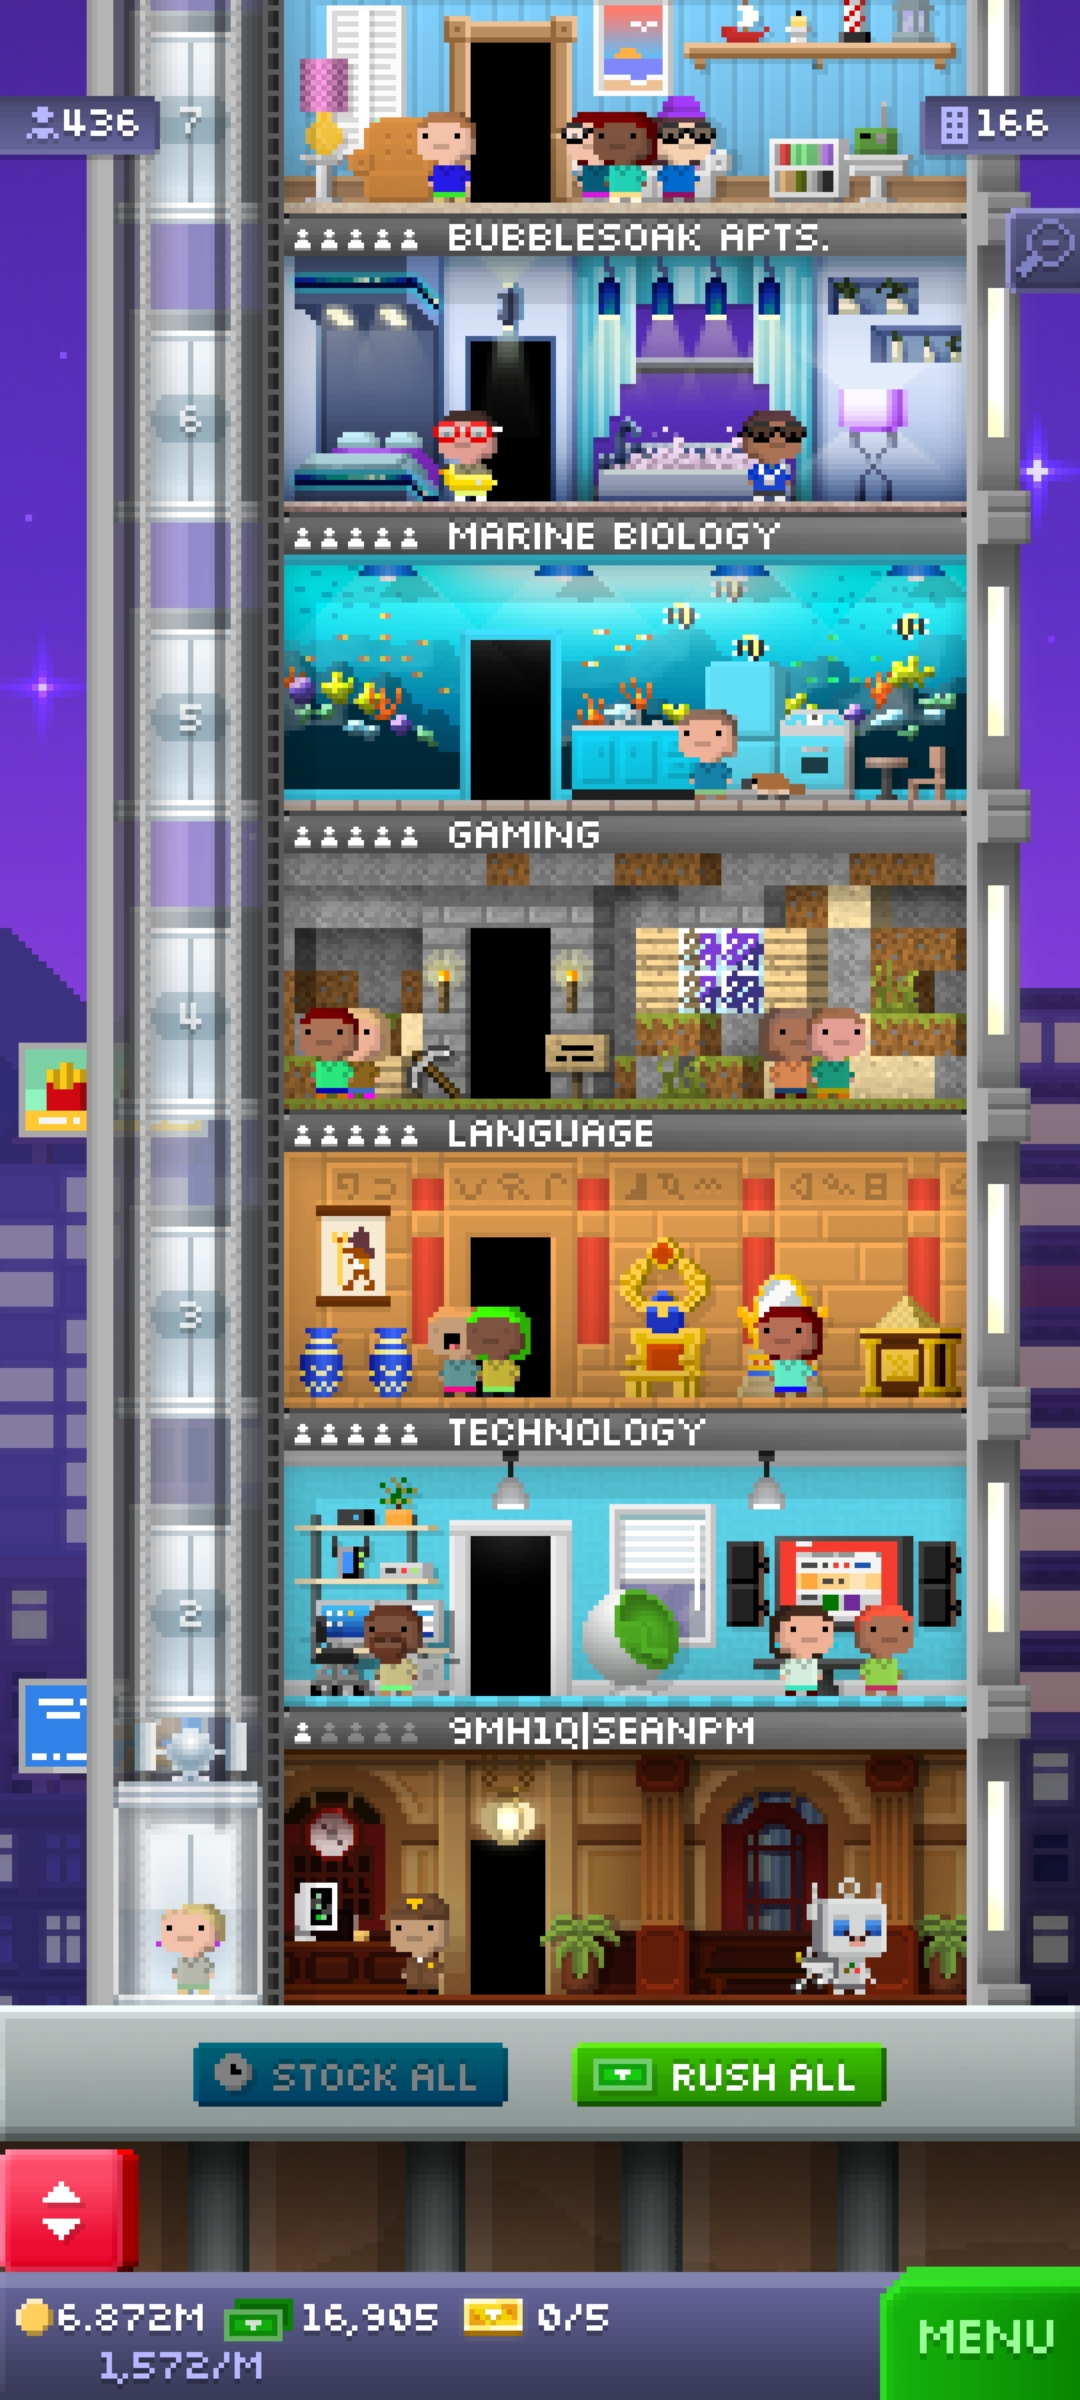 436
7
166
BUBBLESOAK APTS.
6
MARINE BIOLOGY
5
GAMING
4
LANGUAGE
3
TECHNOLOGY
2
9MH1Q|SEANPM
STOCK ALL
RUSH ALL
6.872M
16,905
0/5
1,572/M
MENU